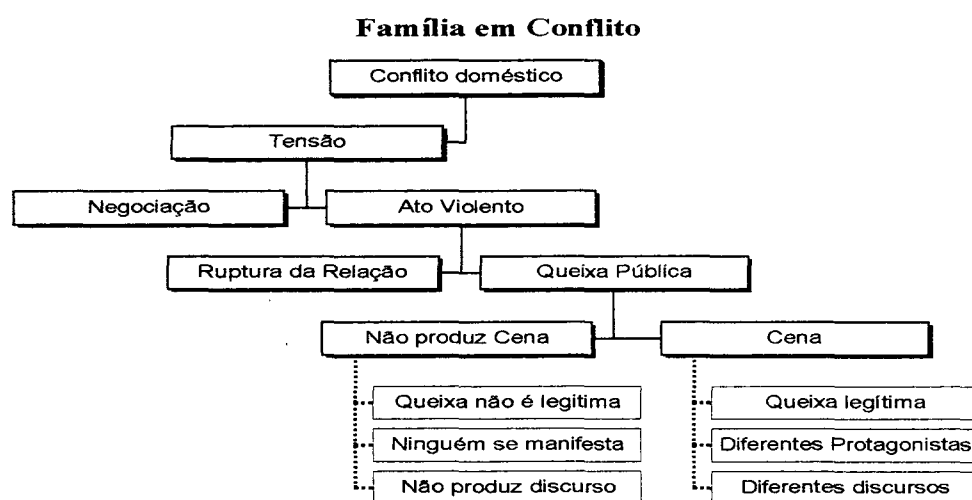 Família em Conflito
Conflito doméstico
Tensão
Negociação
Ato Violento
Ruptura da Relação
Queixa Pública
Não produz Cena
Cena
Queixa não é legitima
Ninguém se manifesta
Não produz discurso
Queixa legítima
Diferentes Protagonistas
Diferentes discursos